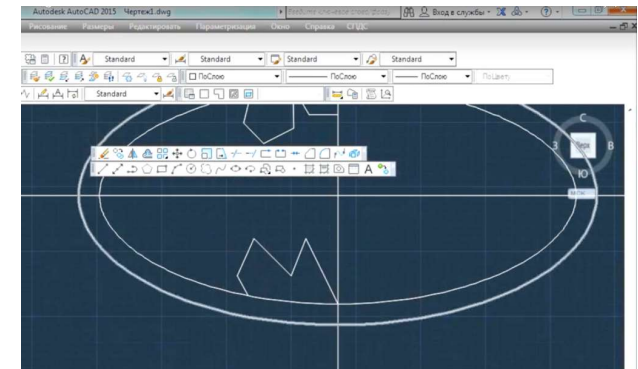 Autodesk AutoCAD 2015 Чертеж1.dwg Вход в службы
Рисование Размеры Редактировать Параметризация Окно Справка СПДС
Standard Standard Standard Standard
ПоСлою ПоСлою ПоСлою ПоЦвету
Standard
С
З Верх В
Ю